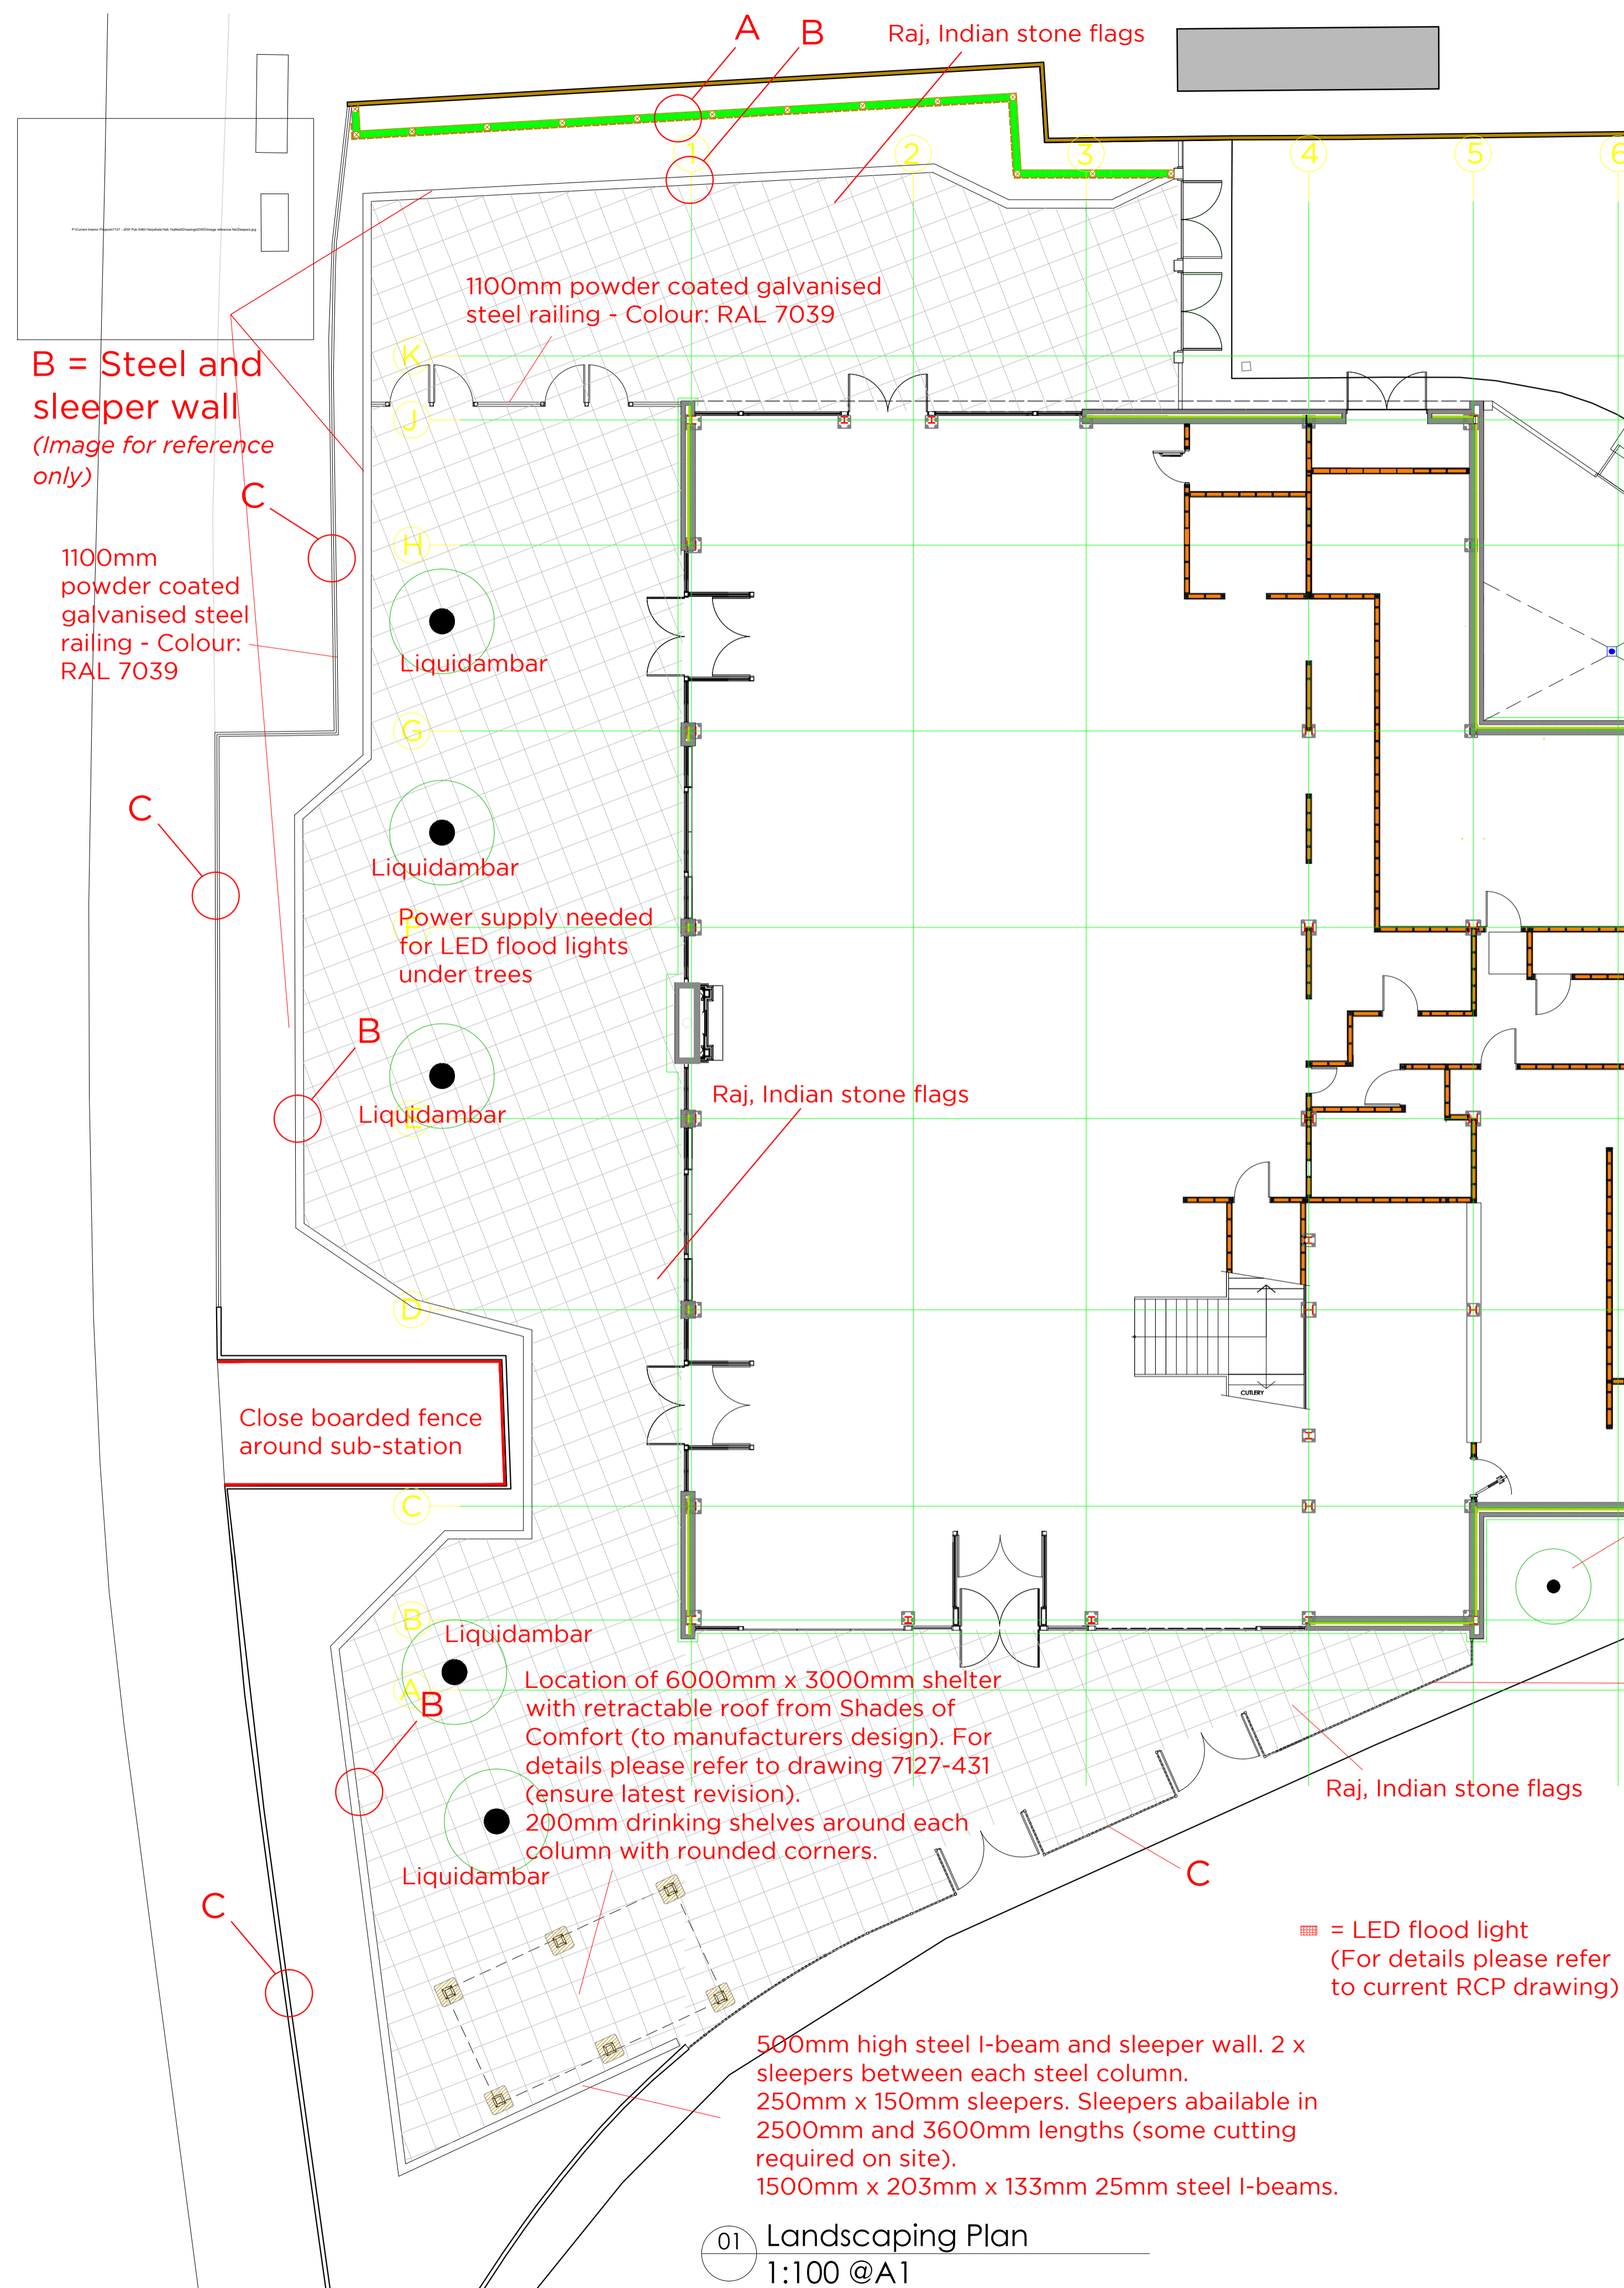 A
B
Raj, Indian stone flags
1
2
3
4
5
6
1100mm powder coated galvanised
steel railing - Colour: RAL 7039
K
B = Steel and
sleeper wall
(Image for reference
only)
J
C
H
1100mm
powder coated
galvanised steel
railing - Colour:
RAL 7039
Liquidambar
G
C
Liquidambar
Power supply needed
for LED flood lights
under trees
F
B
Raj, Indian stone flags
Liquidambar
E
D
CUTLERY
Close boarded fence
around sub-station
C
B
Liquidambar
A
B
Location of 6000mm x 3000mm shelter
with retractable roof from Shades of
Comfort (to manufacturers design). For
details please refer to drawing 7127-431
(ensure latest revision).
200mm drinking shelves around each
column with rounded corners.
Raj, Indian stone flags
Liquidambar
C
C
= LED flood light
(For details please refer
to current RCP drawing)
500mm high steel I-beam and sleeper wall. 2 x
sleepers between each steel column.
250mm x 150mm sleepers. Sleepers abailable in
2500mm and 3600mm lengths (some cutting
required on site).
1500mm x 203mm x 133mm 25mm steel I-beams.
01
Landscaping Plan
1:100 @A1